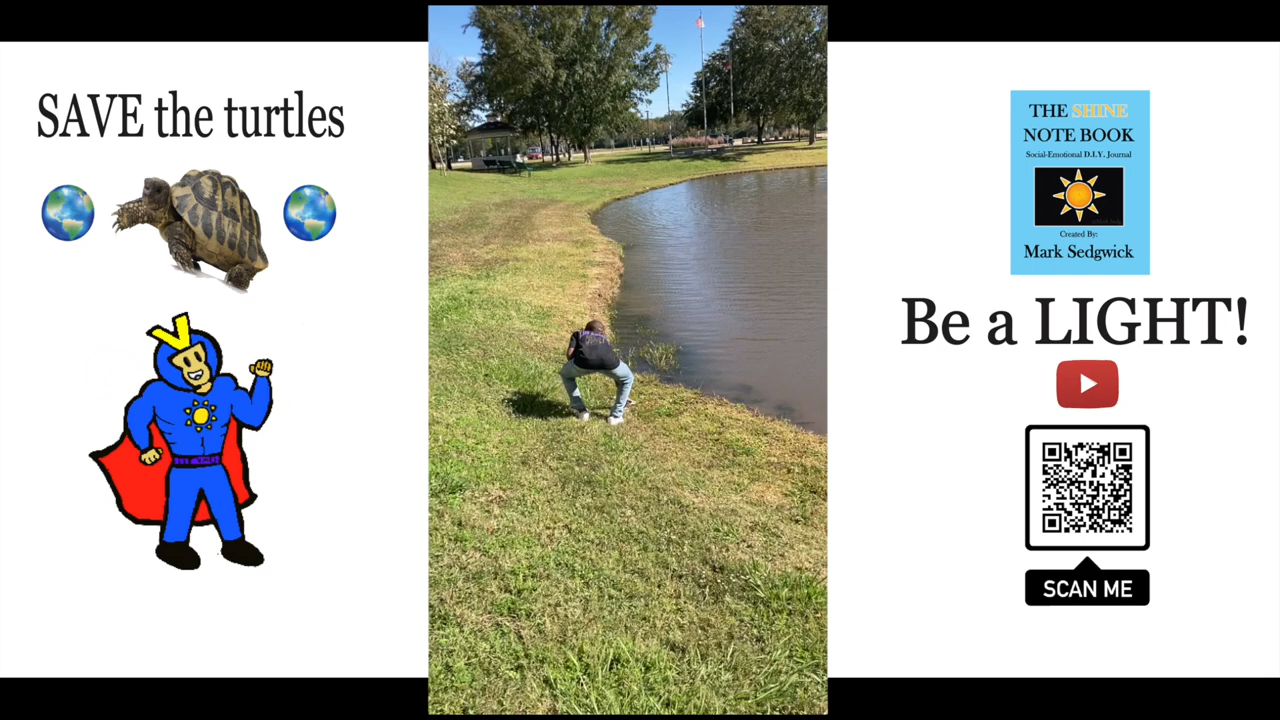 SAVE the turtles
THE SHINE
NOTE BOOK
Social-Emotional D.I.Y. Journal
Created By:
Mark Sedgwick
Be a LIGHT!
SCAN ME